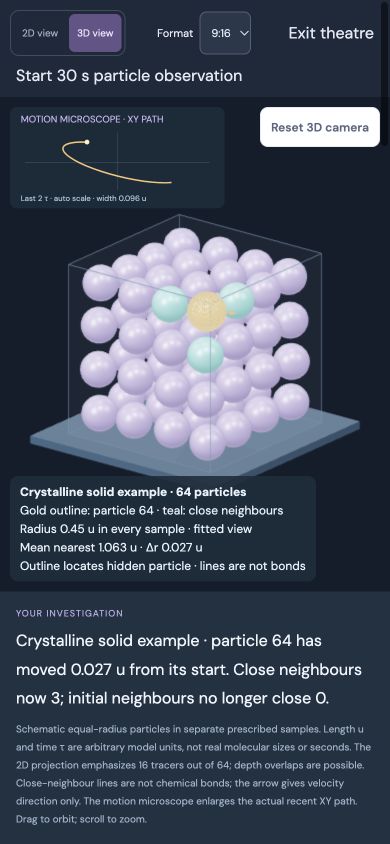 2D view 3D view Format 9:16 Exit theatre
Start 30 s particle observation
MOTION MICROSCOPE · XY PATH
Reset 3D camera
Last 2 τ · auto scale · width 0.096 u
Crystalline solid example · 64 particles
Gold outline: particle 64 · teal: close neighbours
Radius 0.45 u in every sample · fitted view
Mean nearest 1.063 u · Δr 0.027 u
Outline locates hidden particle · lines are not bonds
YOUR INVESTIGATION
Crystalline solid example · particle 64 has
moved 0.027 u from its start. Close neighbours
now 3; initial neighbours no longer close 0.
Schematic equal-radius particles in separate prescribed samples. Length u
and time τ are arbitrary model units, not real molecular sizes or seconds. The
2D projection emphasizes 16 tracers out of 64; depth overlaps are possible.
Close-neighbour lines are not chemical bonds; the arrow gives velocity
direction only. The motion microscope enlarges the actual recent XY path.
Drag to orbit; scroll to zoom.